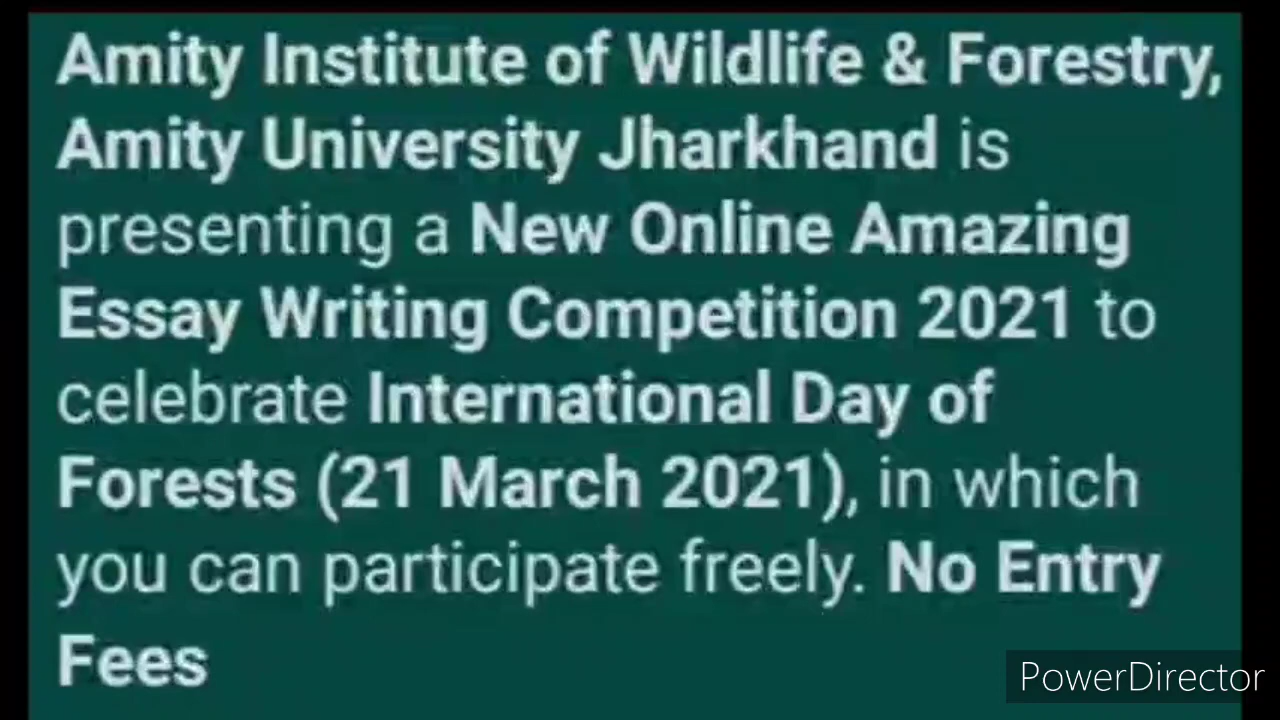 Amity Institute of Wildlife & Forestry,
Amity University Jharkhand is
presenting a New Online Amazing
Essay Writing Competition 2021 to
celebrate International Day of
Forests (21 March 2021), in which
you can participate freely. No Entry
Fees
PowerDirector